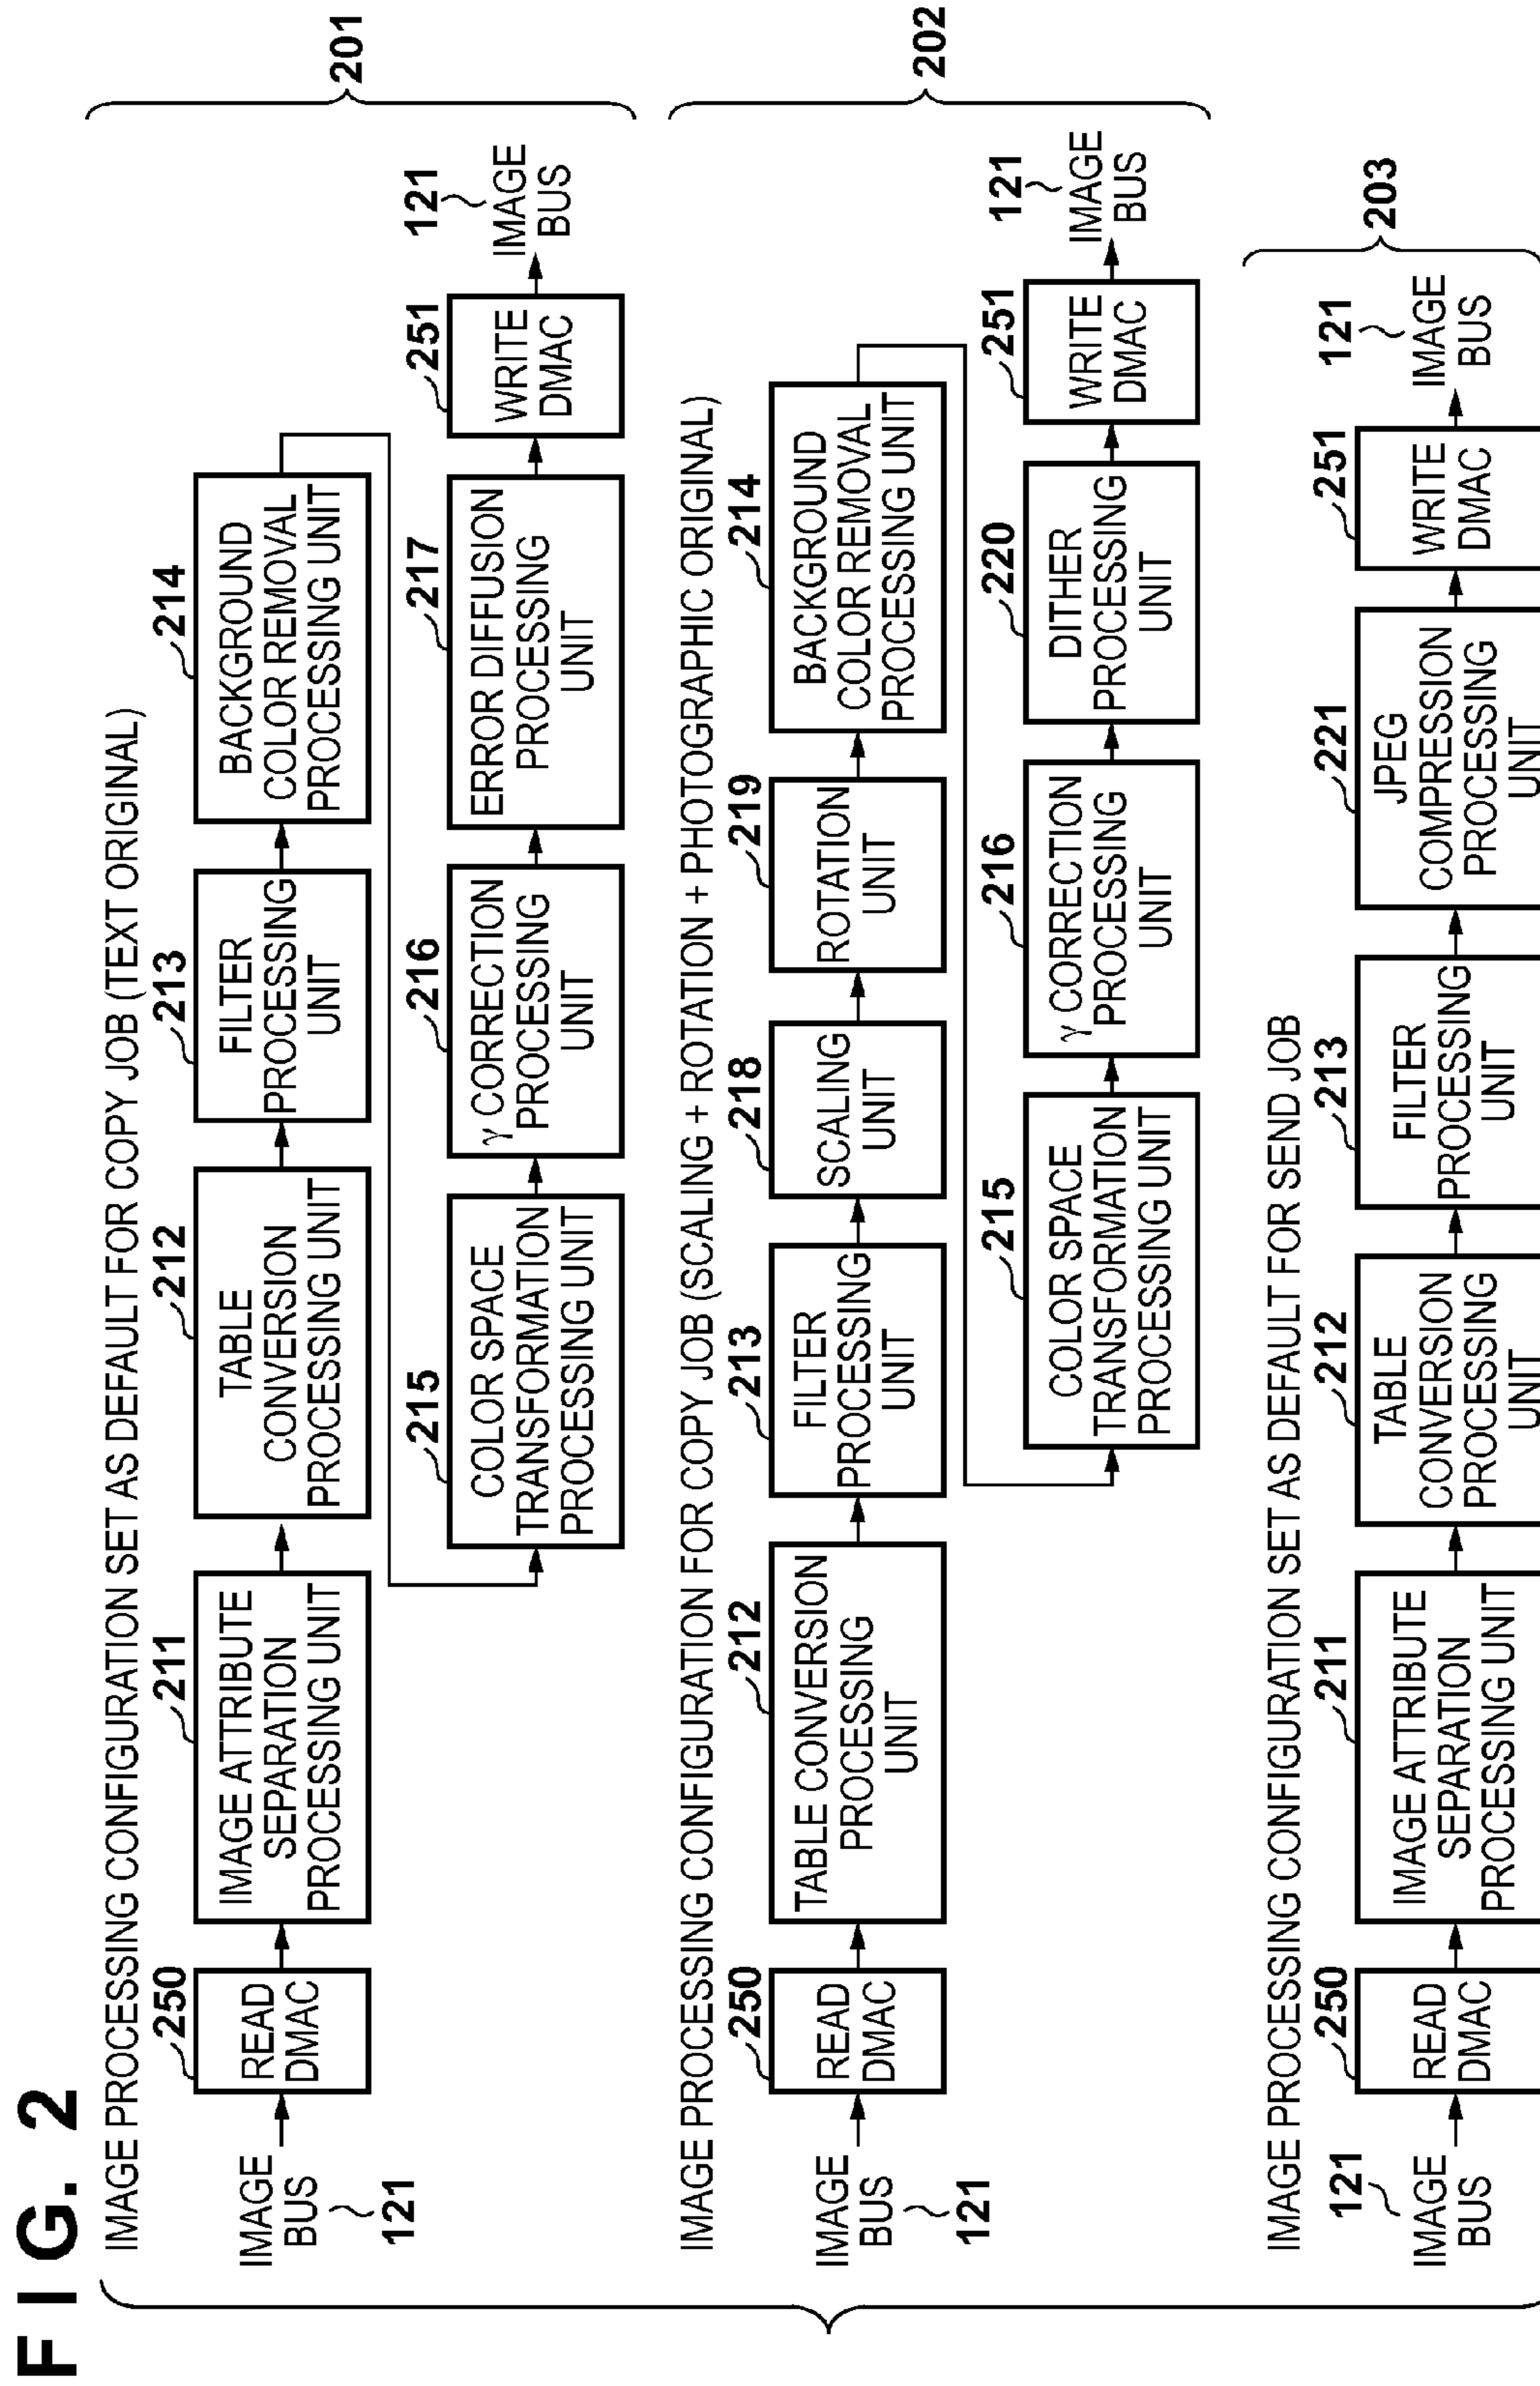 FIG. 2
IMAGE PROCESSING CONFIGURATION SET AS DEFAULT FOR COPY JOB (TEXT ORIGINAL)
201
250
READ
DMAC
211
IMAGE ATTRIBUTE
SEPARATION
PROCESSING UNIT
212
TABLE
CONVERSION
PROCESSING UNIT
213
FILTER
PROCESSING
UNIT
214
BACKGROUND
COLOR REMOVAL
PROCESSING UNIT
IMAGE
BUS
121
215
COLOR SPACE
TRANSFORMATION
PROCESSING UNIT
216
γ CORRECTION
PROCESSING
UNIT
217
ERROR DIFFUSION
PROCESSING
UNIT
251
WRITE
DMAC
121
IMAGE
BUS
IMAGE PROCESSING CONFIGURATION FOR COPY JOB (SCALING + ROTATION + PHOTOGRAPHIC ORIGINAL)
202
250
READ
DMAC
212
TABLE CONVERSION
PROCESSING
UNIT
213
FILTER
PROCESSING
UNIT
218
SCALING
UNIT
219
ROTATION
UNIT
214
BACKGROUND
COLOR REMOVAL
PROCESSING UNIT
IMAGE
BUS
121
215
COLOR SPACE
TRANSFORMATION
PROCESSING UNIT
216
γ CORRECTION
PROCESSING
UNIT
220
DITHER
PROCESSING
UNIT
251
WRITE
DMAC
121
IMAGE
BUS
IMAGE PROCESSING CONFIGURATION SET AS DEFAULT FOR SEND JOB
203
121
IMAGE
BUS
250
READ
DMAC
211
IMAGE ATTRIBUTE
SEPARATION
PROCESSING UNIT
212
TABLE
CONVERSION
PROCESSING
UNIT
213
FILTER
PROCESSING
UNIT
221
JPEG
COMPRESSION
PROCESSING
UNIT
251
WRITE
DMAC
121
IMAGE
BUS